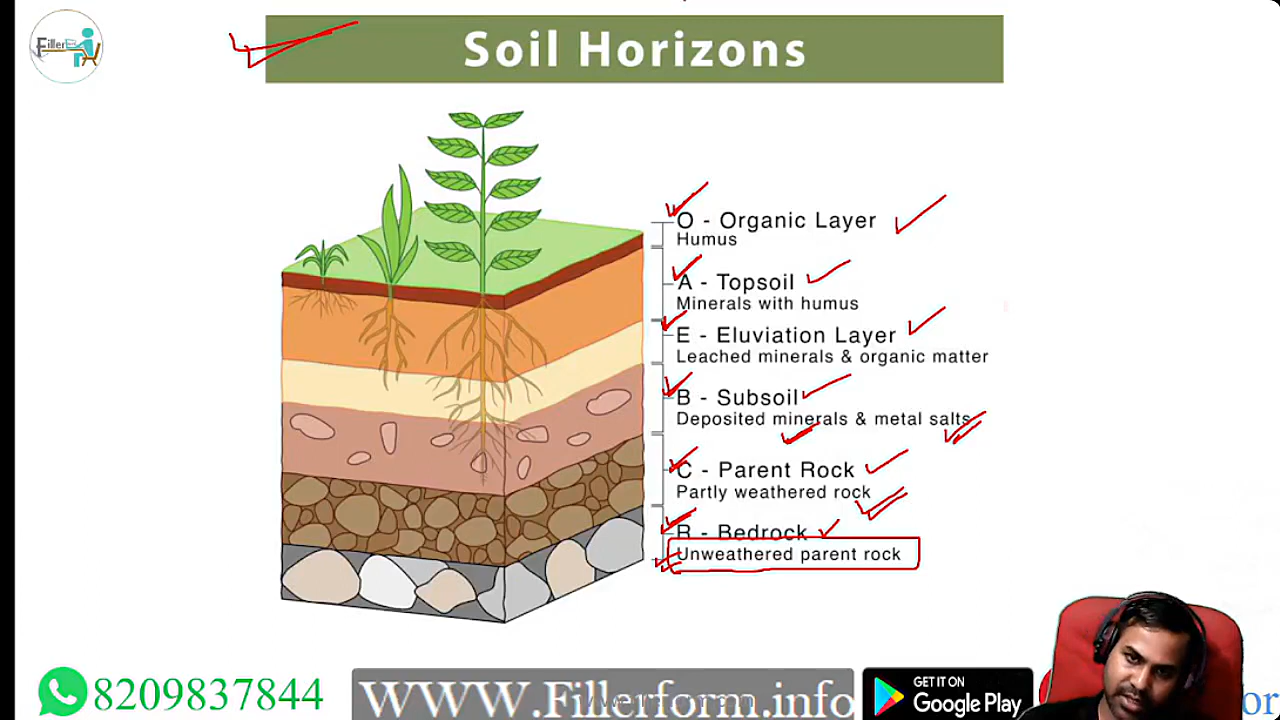 Filler
Soil Horizons
O - Organic Layer
Humus
A - Topsoil
Minerals with humus
E - Eluviation Layer
Leached minerals & organic matter
B - Subsoil
Deposited minerals & metal salts
C - Parent Rock
Partly weathered rock
R - Bedrock
Unweathered parent rock
8209837844
WWW.Fillerform.info
GET IT ON
Google Play
or